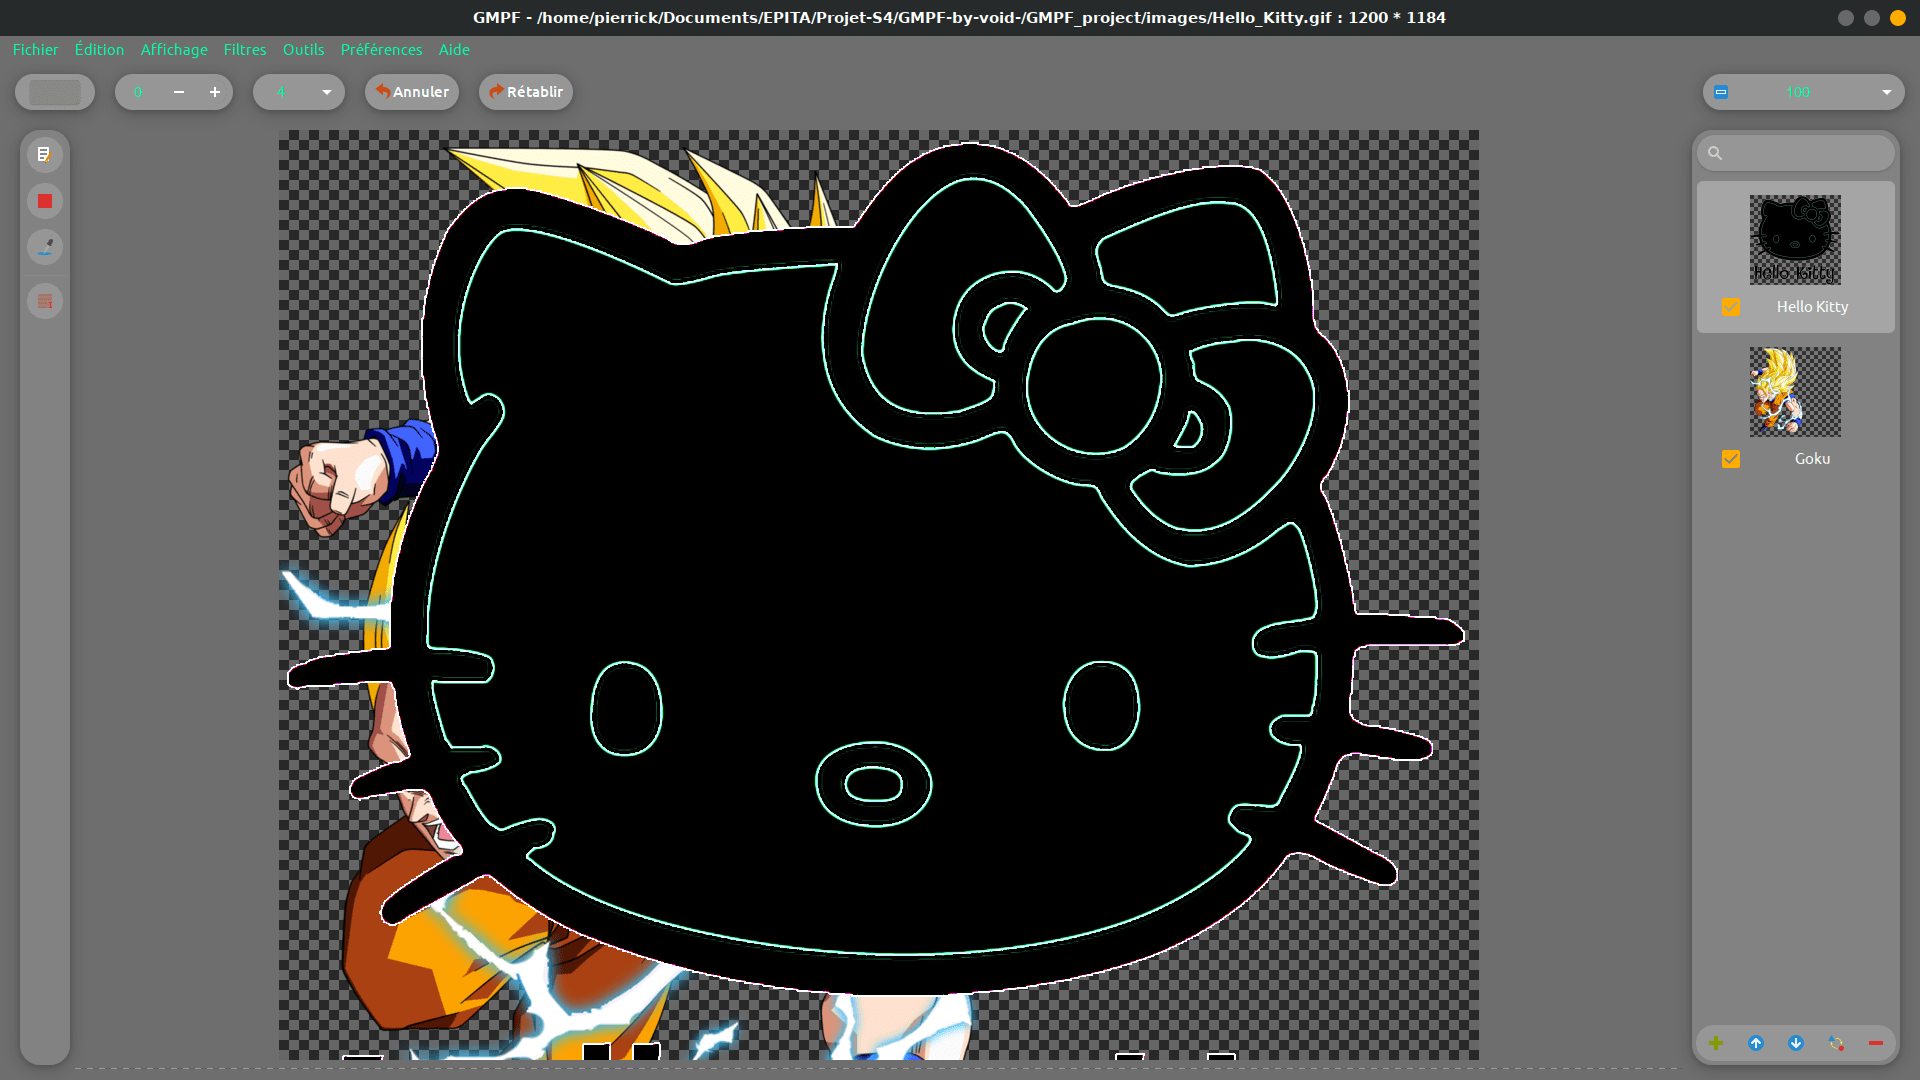 GMPF - /home/pierrick/Documents/EPITA/Projet-S4/GMPF-by-void-/GMPF_project/images/Hello_Kitty.gif : 1200 * 1184
Fichier Édition Affichage Filtres Outils Préférences Aide
0 4 Annuler Rétablir 100
Hello Kitty
Hello Kitty
Goku